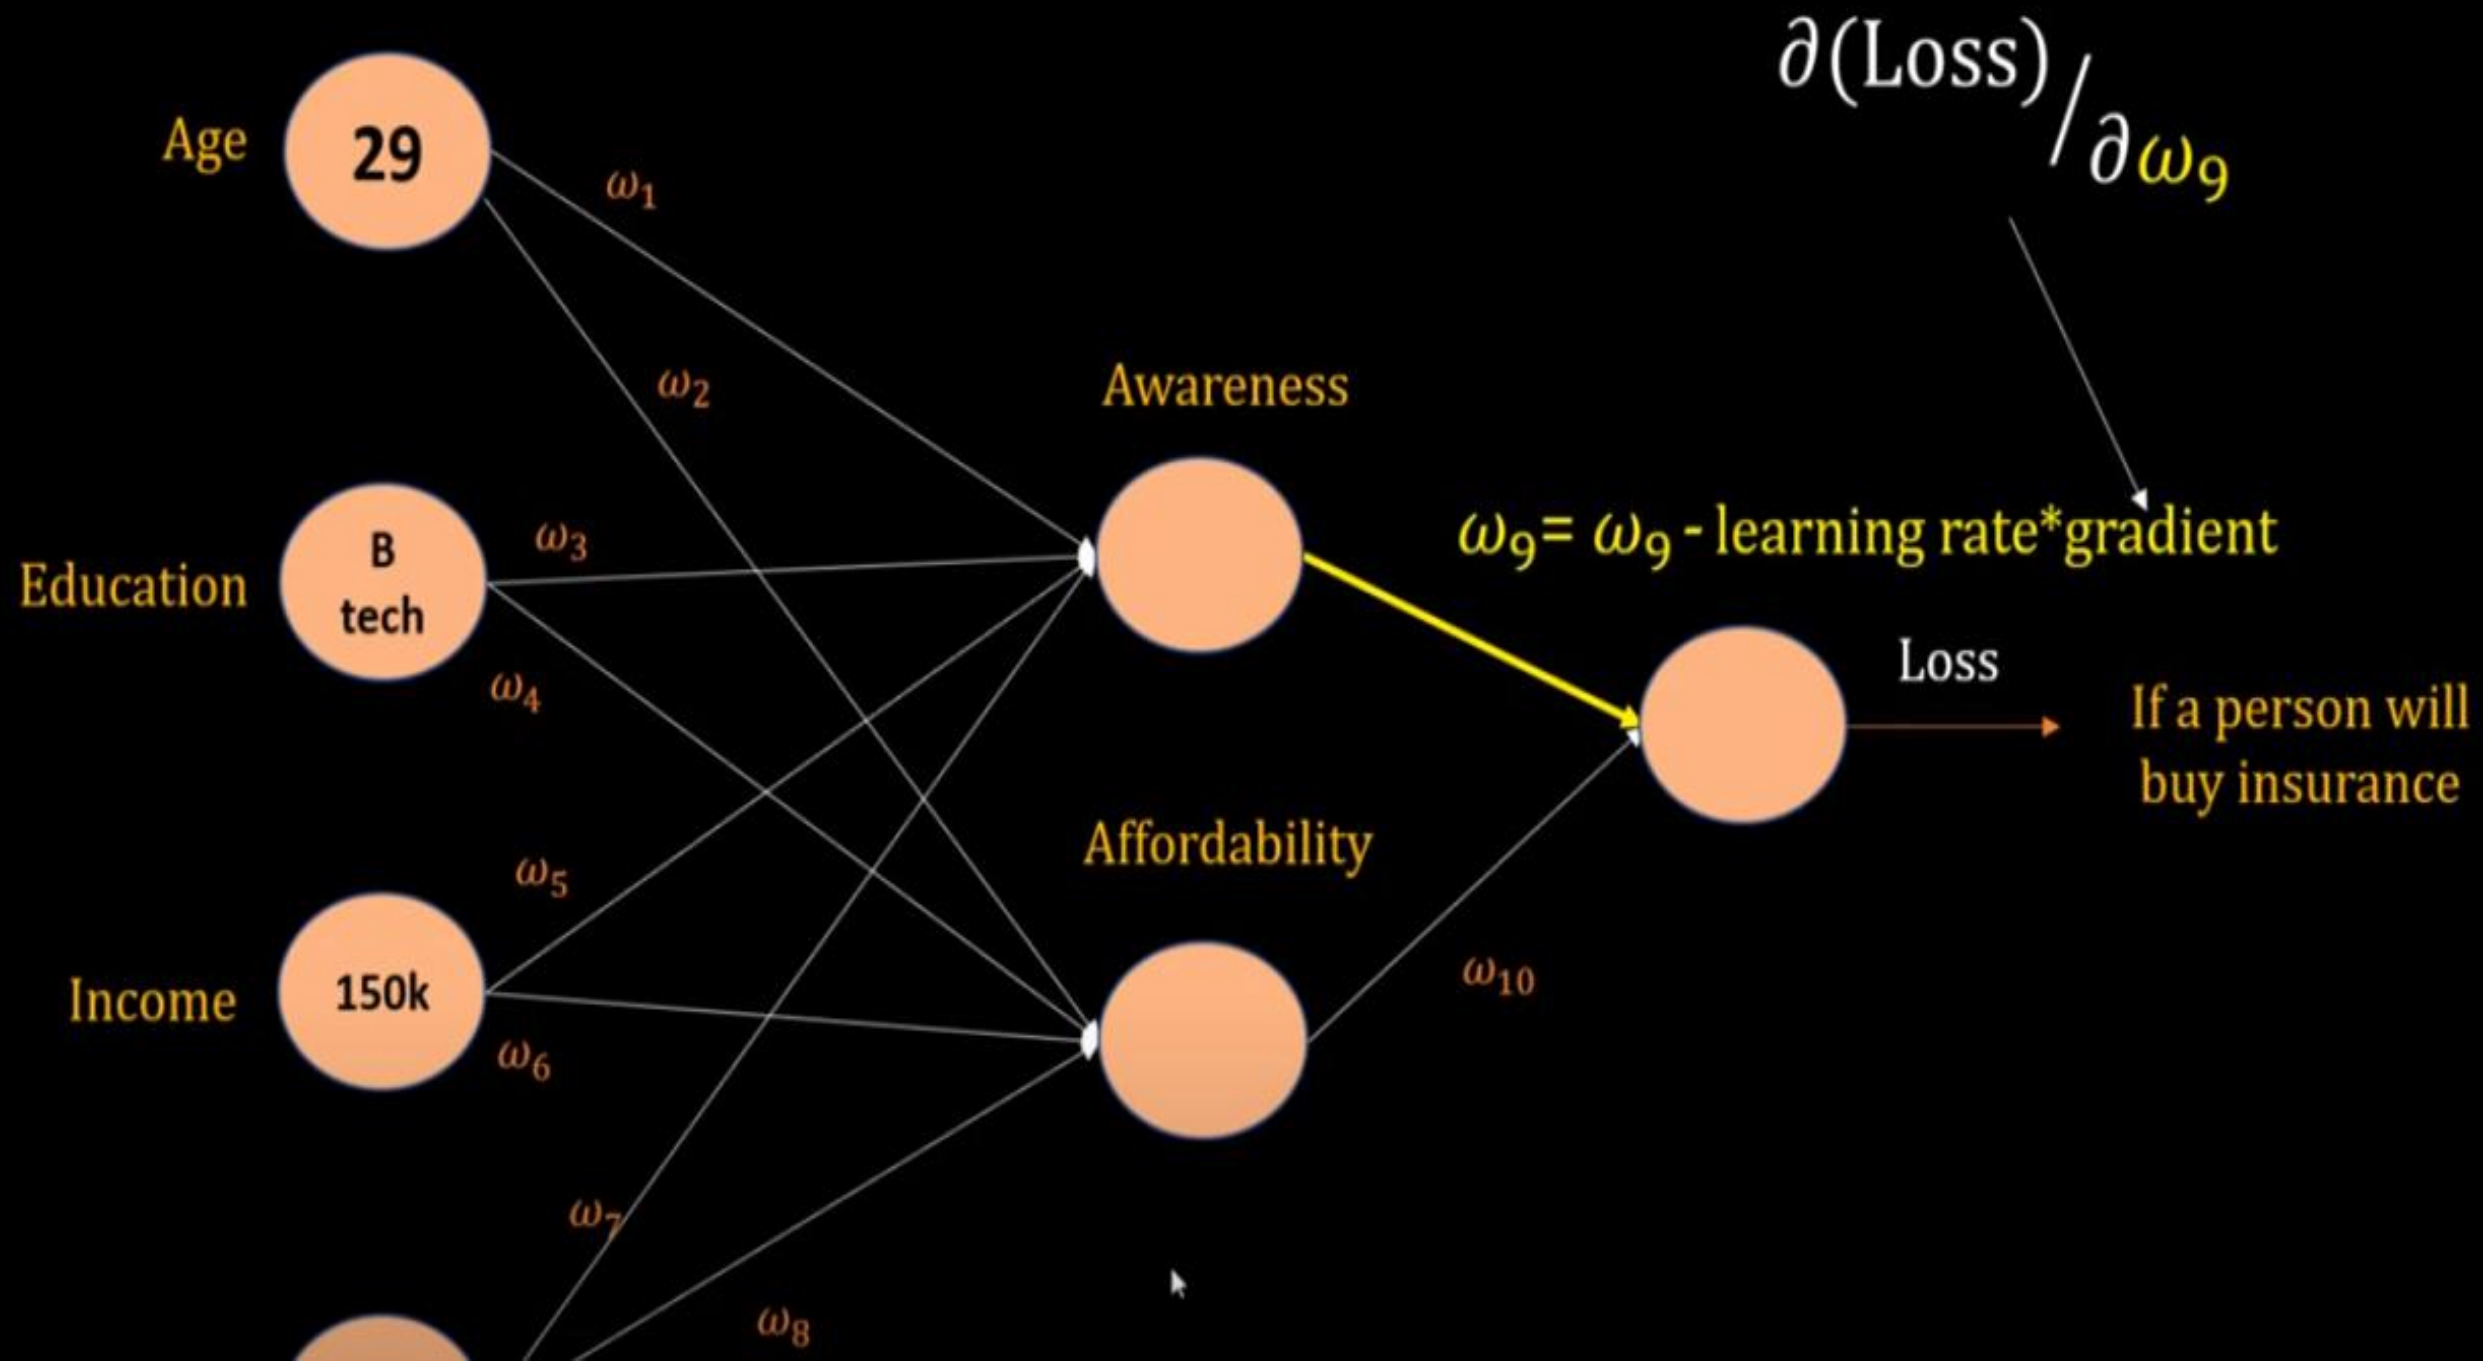 ∂(Loss)/∂ω₉
Age
29
ω₁
ω₂
Awareness
ω₉= ω₉ - learning rate*gradient
Education
B
tech
ω₃
ω₄
Loss
If a person will
buy insurance
Affordability
ω₅
Income
150k
ω₆
ω₁₀
ω₇
ω₈